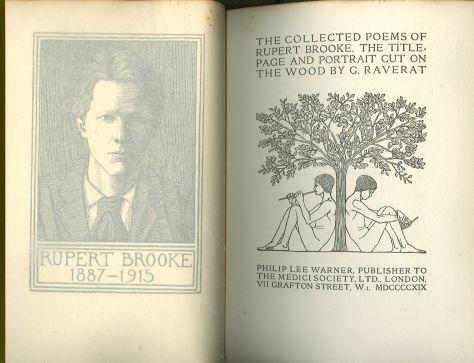 RUPERT BROOKE
1887–1915
THE COLLECTED POEMS OF
RUPERT BROOKE. THE TITLE-
PAGE AND PORTRAIT CUT ON
THE WOOD BY G. RAVERAT
PHILIP LEE WARNER, PUBLISHER TO
THE MEDICI SOCIETY, LTD., LONDON,
VII GRAFTON STREET, W.1. MDCCCCXIX